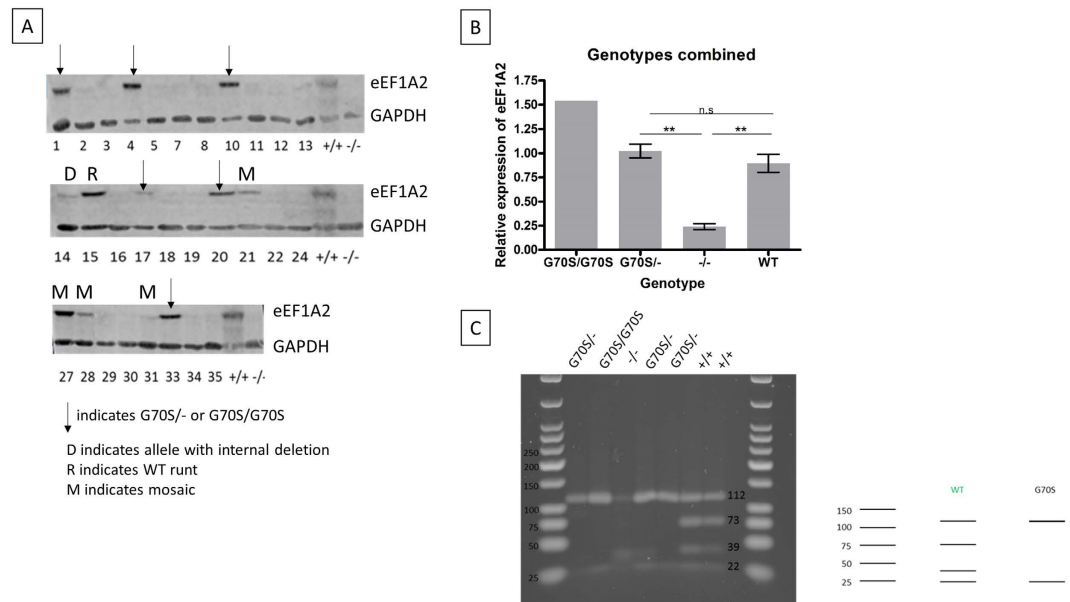 A
eEF1A2
GAPDH
1 2 3 4 5 7 8 10 11 12 13 +/+ -/-
D R M
eEF1A2
GAPDH
14 15 16 17 18 19 20 21 22 24 +/+ -/-
M M M
eEF1A2
GAPDH
27 28 29 30 31 33 34 35 +/+ -/-
indicates G70S/- or G70S/G70S
D indicates allele with internal deletion
R indicates WT runt
M indicates mosaic
B
Genotypes combined
Relative expression of eEF1A2
1.75
1.50
1.25
1.00
0.75
0.50
0.25
0.00
n.s
** **
G70S/G70S G70S/- -/- WT
Genotype
C
G70S/- G70S/G70S -/- G70S/- G70S/- +/+ +/+
250
200
150
100
75
50
25
112
73
39
22
WT G70S
150
100
75
50
25